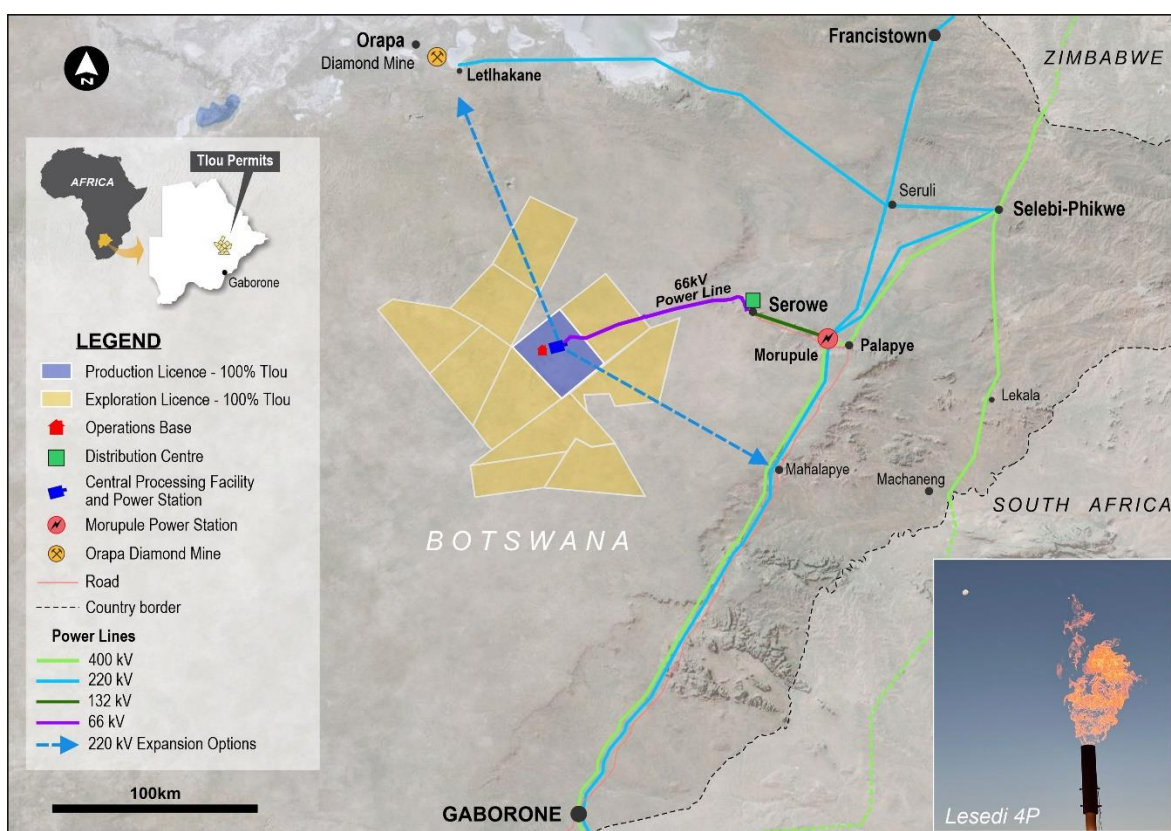 N
Orapa
Diamond Mine
Letlhakane
Francistown
ZIMBABWE
Tlou Permits
AFRICA
Gaborone
Seruli
Selebi-Phikwe
66kV
Power Line
Serowe
Morupule
Palapye
Lekala
Mahalapye
Machaneng
SOUTH AFRICA
BOTSWANA
LEGEND
Production Licence - 100% Tlou
Exploration Licence - 100% Tlou
Operations Base
Distribution Centre
Central Processing Facility
and Power Station
Morupule Power Station
Orapa Diamond Mine
Road
Country border
Power Lines
400 kV
220 kV
132 kV
66 kV
220 kV Expansion Options
100km
GABORONE
Lesedi 4P